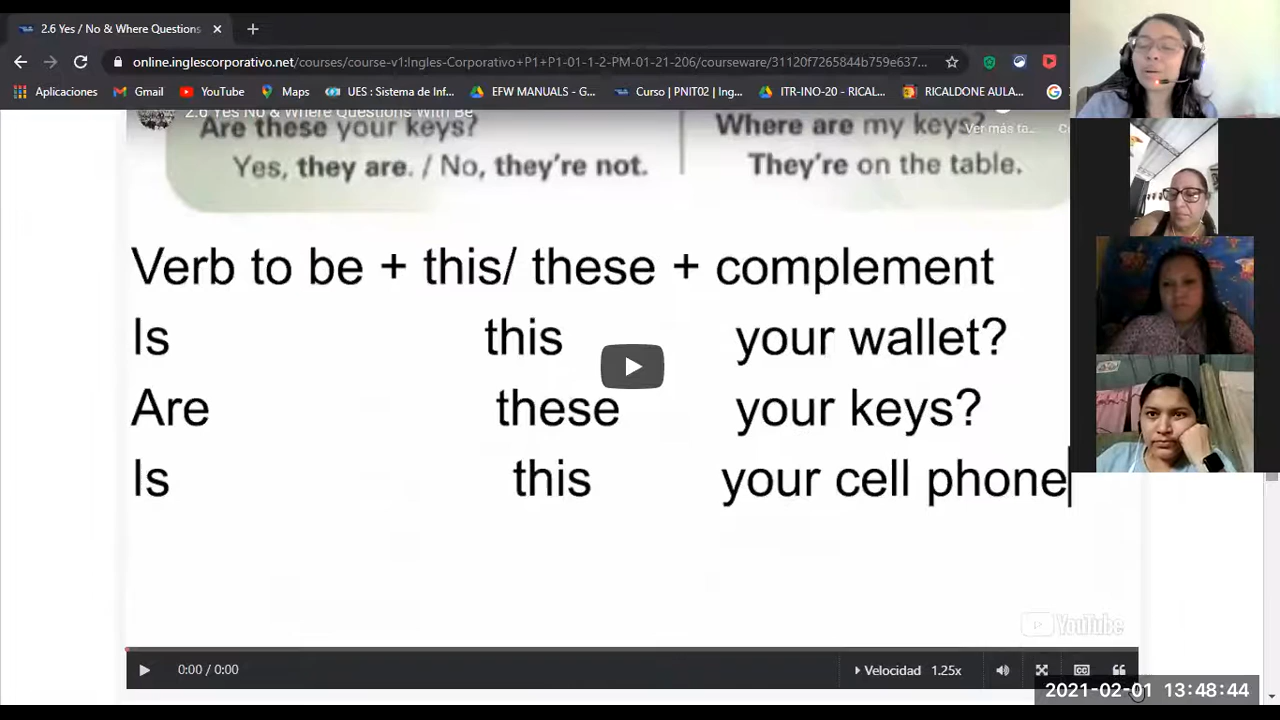 2.6 Yes / No & Where Questions
online.inglescorporativo.net/courses/course-v1:Ingles-Corporativo+P1+P1-01-1-2-PM-01-21-206/courseware/31120f7265844b759e637...
Aplicaciones Gmail YouTube Maps UES : Sistema de Inf... EFW MANUALS - G... Curso | PNIT02 | Ing... ITR-INO-20 - RICAL... RICALDONE AULA...
2.6 Yes No & Where Questions With Be
Ver más ta...
Are these your keys? Where are my keys?
Yes, they are. / No, they're not. They're on the table.
Verb to be + this/ these + complement
Is this your wallet?
Are these your keys?
Is this your cell phone
YouTube
0:00 / 0:00 Velocidad 1.25x
2021-02-01 13:48:44